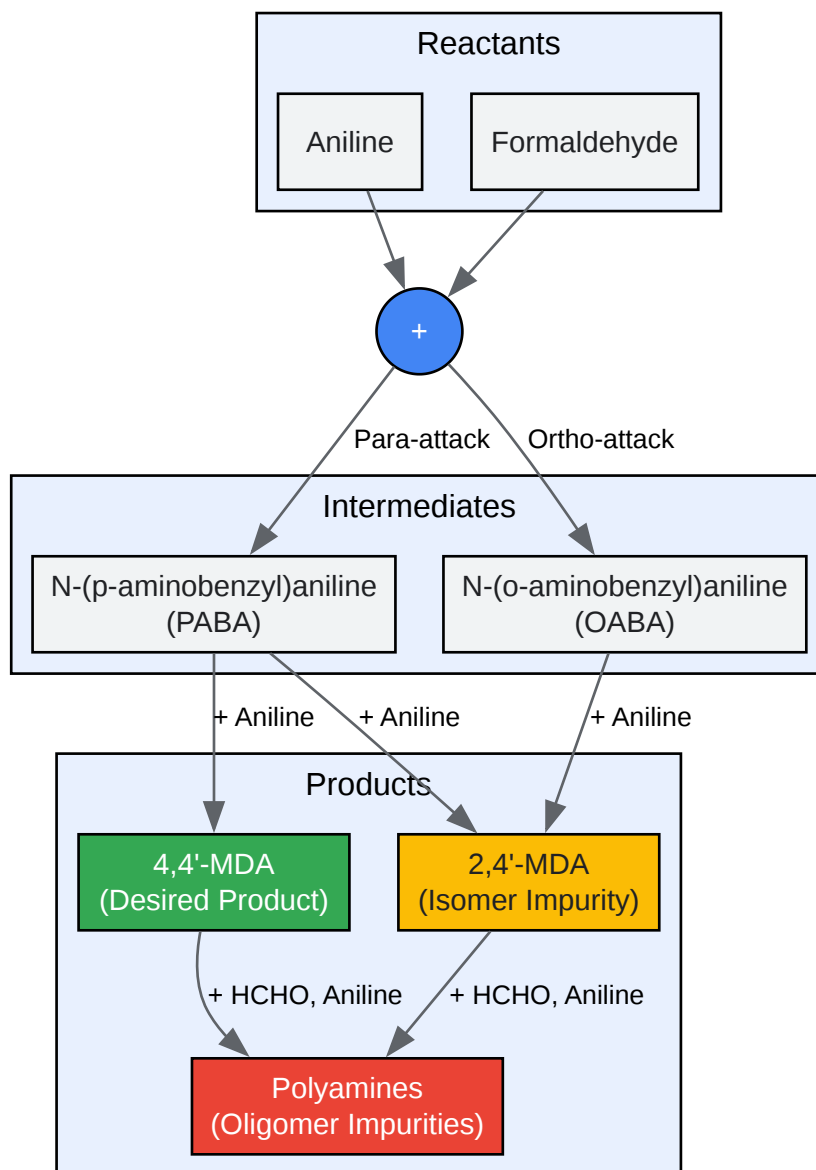 Reactants
Aniline
Formaldehyde
+
Para-attack
Ortho-attack
Intermediates
N-(p-aminobenzyl)aniline
(PABA)
N-(o-aminobenzyl)aniline
(OABA)
+ Aniline
+ Aniline
+ Aniline
Products
4,4'-MDA
(Desired Product)
2,4'-MDA
(Isomer Impurity)
+ HCHO, Aniline
+ HCHO, Aniline
Polyamines
(Oligomer Impurities)